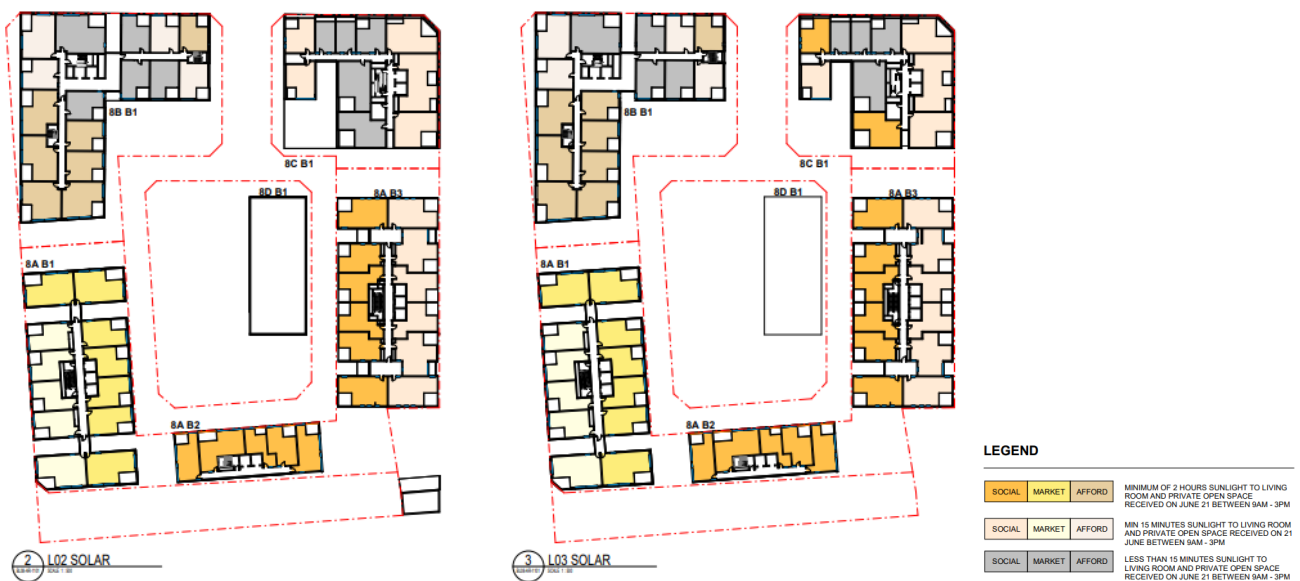 8B B1
8C B1
8D B1
8A B3
8A B1
8A B2
2 L02 SOLAR
8B B1
8C B1
8D B1
8A B3
8A B1
8A B2
3 L03 SOLAR
LEGEND
SOCIAL MARKET AFFORD MINIMUM OF 2 HOURS SUNLIGHT TO LIVING
ROOM AND PRIVATE OPEN SPACE
RECEIVED ON JUNE 21 BETWEEN 9AM - 3PM
SOCIAL MARKET AFFORD MIN 15 MINUTES SUNLIGHT TO LIVING ROOM
AND PRIVATE OPEN SPACE RECEIVED ON 21
JUNE BETWEEN 9AM - 3PM
SOCIAL MARKET AFFORD LESS THAN 15 MINUTES SUNLIGHT TO
LIVING ROOM AND PRIVATE OPEN SPACE
RECEIVED ON JUNE 21 BETWEEN 9AM - 3PM